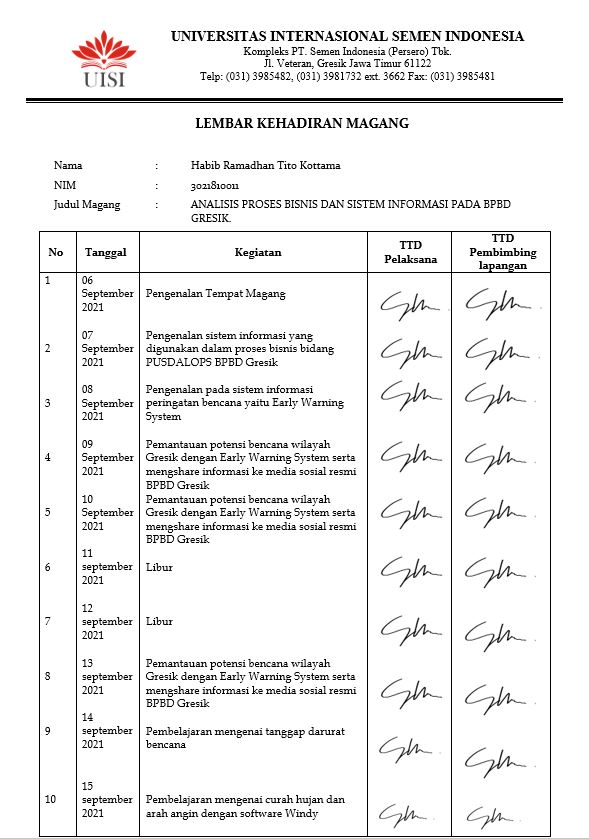 UISI
UNIVERSITAS INTERNASIONAL SEMEN INDONESIA
Kompleks PT. Semen Indonesia (Persero) Tbk.
Jl. Veteran, Gresik Jawa Timur 61122
Telp: (031) 3985482, (031) 3981732 ext. 3662 Fax: (031) 3985481
LEMBAR KEHADIRAN MAGANG
Nama : Habib Ramadhan Tito Kottama
NIM : 3021810011
Judul Magang : ANALISIS PROSES BISNIS DAN SISTEM INFORMASI PADA BPBD
GRESIK.
No Tanggal Kegiatan TTD Pelaksana TTD Pembimbing lapangan
1 06 September 2021 Pengenalan Tempat Magang
2 07 September 2021 Pengenalan sistem informasi yang
digunakan dalam proses bisnis bidang
PUSDALOPS BPBD Gresik
3 08 September 2021 Pengenalan pada sistem informasi
peringatan bencana yaitu Early Warning
System
4 09 September 2021 Pemantauan potensi bencana wilayah
Gresik dengan Early Warning System serta
mengshare informasi ke media sosial resmi
BPBD Gresik
5 10 September 2021 Pemantauan potensi bencana wilayah
Gresik dengan Early Warning System serta
mengshare informasi ke media sosial resmi
BPBD Gresik
6 11 september 2021 Libur
7 12 september 2021 Libur
8 13 september 2021 Pemantauan potensi bencana wilayah
Gresik dengan Early Warning System serta
mengshare informasi ke media sosial resmi
BPBD Gresik
9 14 september 2021 Pembelajaran mengenai tanggap darurat
bencana
10 15 september 2021 Pembelajaran mengenai curah hujan dan
arah angin dengan software Windy